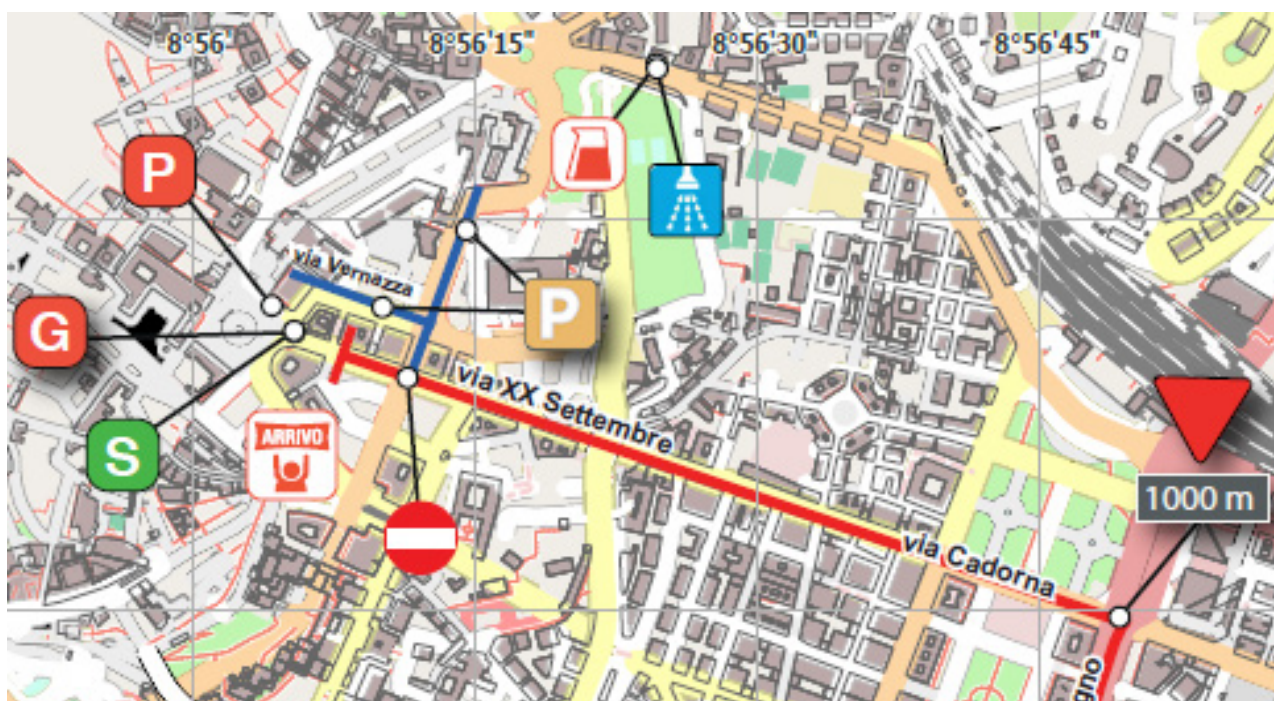 8°56'
8°56'15"
8°56'30"
8°56'45"
P
via Vernazza
G
P
via XX Settembre
S
ARRIVO
1000 m
via Cadorna
gno